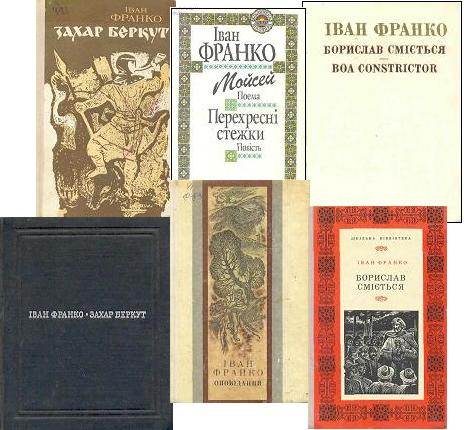 ІВАН ФРАНКО
ЗАХАР БЕРКУТ
Іван
ФРАНКО
Мойсей
Поема
Перехресні
стежки
Повість
ІВАН ФРАНКО
БОРИСЛАВ СМІЄТЬСЯ
BOA CONSTRICTOR
ІВАН ФРАНКО • ЗАХАР БЕРКУТ
ІВАН
ФРАНКО
ОПОВІДАННЯ
ШКІЛЬНА БІБЛІОТЕКА
ІВАН ФРАНКО
БОРИСЛАВ
СМІЄТЬСЯ